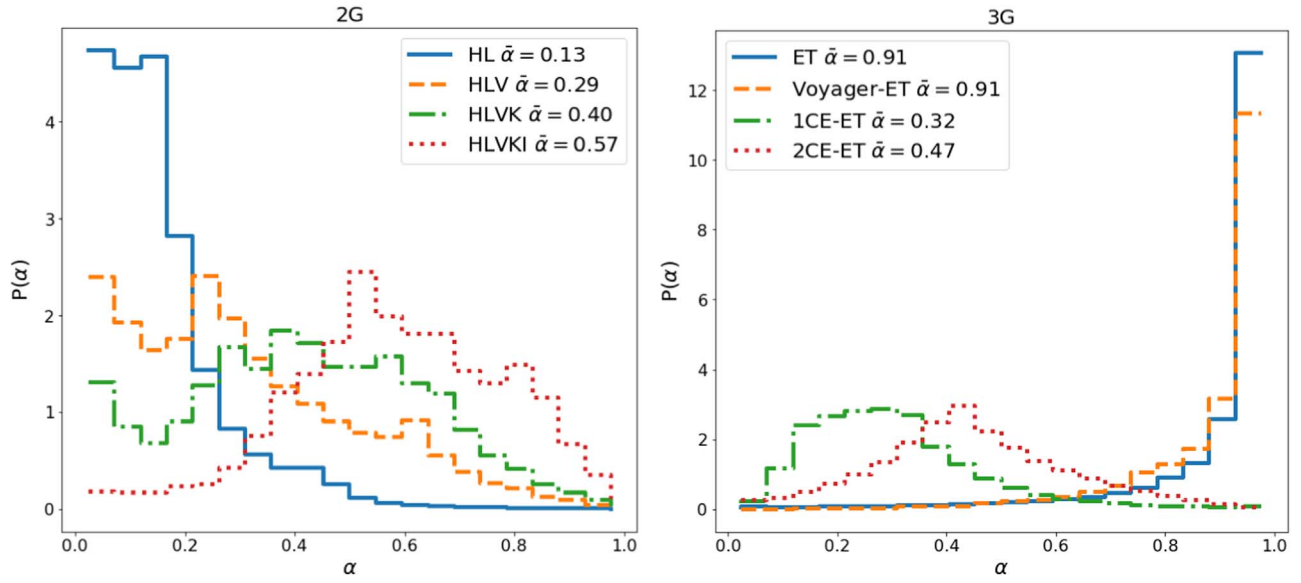 2G
HL ᾱ = 0.13
HLV ᾱ = 0.29
HLVK ᾱ = 0.40
HLVKI ᾱ = 0.57
P(α)
4
3
2
1
0
0.0 0.2 0.4 0.6 0.8 1.0
α
3G
ET ᾱ = 0.91
Voyager-ET ᾱ = 0.91
1CE-ET ᾱ = 0.32
2CE-ET ᾱ = 0.47
P(α)
12
10
8
6
4
2
0
0.0 0.2 0.4 0.6 0.8 1.0
α